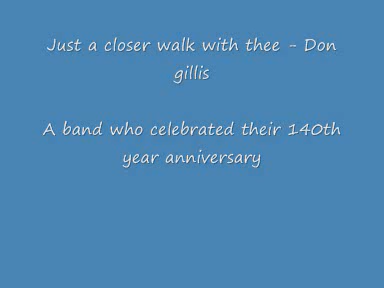 Just a closer walk with thee - Don
gillis
A band who celebrated their 140th
year anniversary